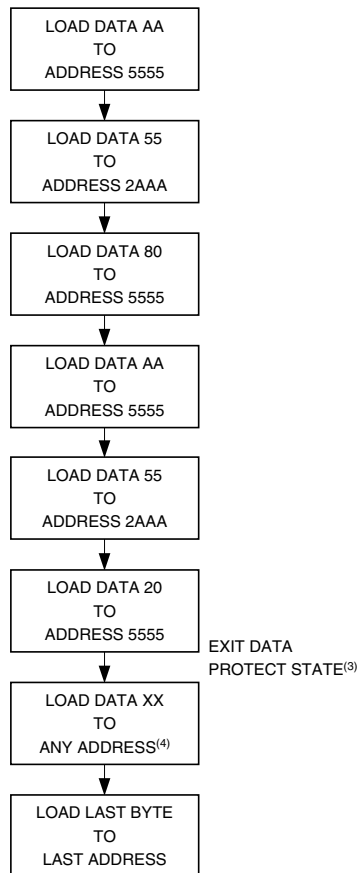 LOAD DATA AA
TO
ADDRESS 5555
LOAD DATA 55
TO
ADDRESS 2AAA
LOAD DATA 80
TO
ADDRESS 5555
LOAD DATA AA
TO
ADDRESS 5555
LOAD DATA 55
TO
ADDRESS 2AAA
LOAD DATA 20
TO
ADDRESS 5555
EXIT DATA
PROTECT STATE(3)
LOAD DATA XX
TO
ANY ADDRESS(4)
LOAD LAST BYTE
TO
LAST ADDRESS